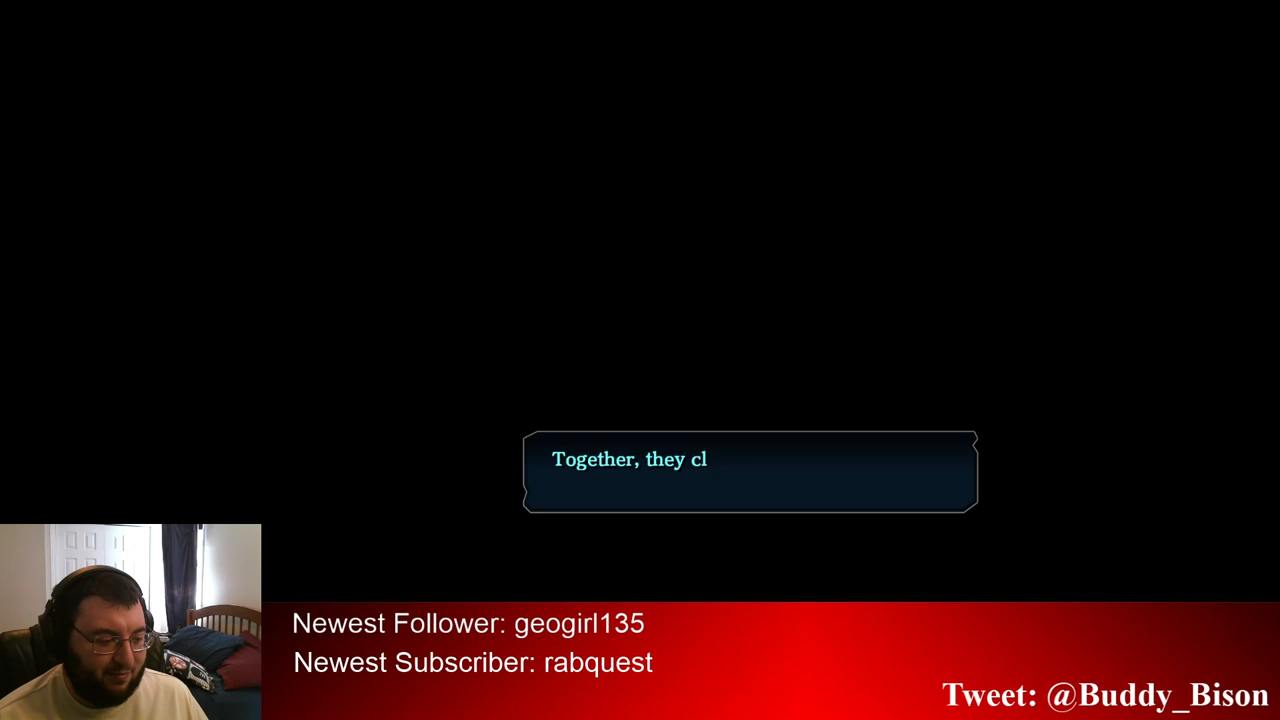 Together, they cl
Newest Follower: geogirl135
Newest Subscriber: rabquest
Tweet: @Buddy_Bison